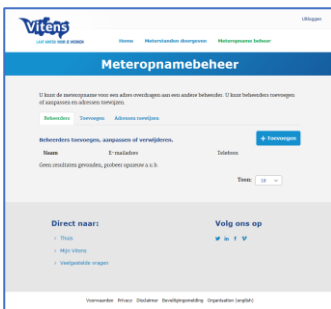 Uitloggen
Vitens
LAAT WATER VOOR JE WERKEN
Home Meterstanden doorgeven Meteropname beheer
Meteropnamebeheer
U kunt de meteropname voor een adres overdragen aan een andere beheerder. U kunt beheerders toevoegen
of aanpassen en adressen toewijzen.
Beheerders Toevoegen Adressen toewijzen
Beheerders toevoegen, aanpassen of verwijderen.
+ Toevoegen
Naam E-mailadres Telefoon
Geen resultaten gevonden, probeer opnieuw a.u.b.
Toon: 10
Direct naar:
Volg ons op
> Thuis
> Mijn Vitens
> Veelgestelde vragen
Voorwaarden Privacy Disclaimer Beveiligingsmelding Organisation (english)